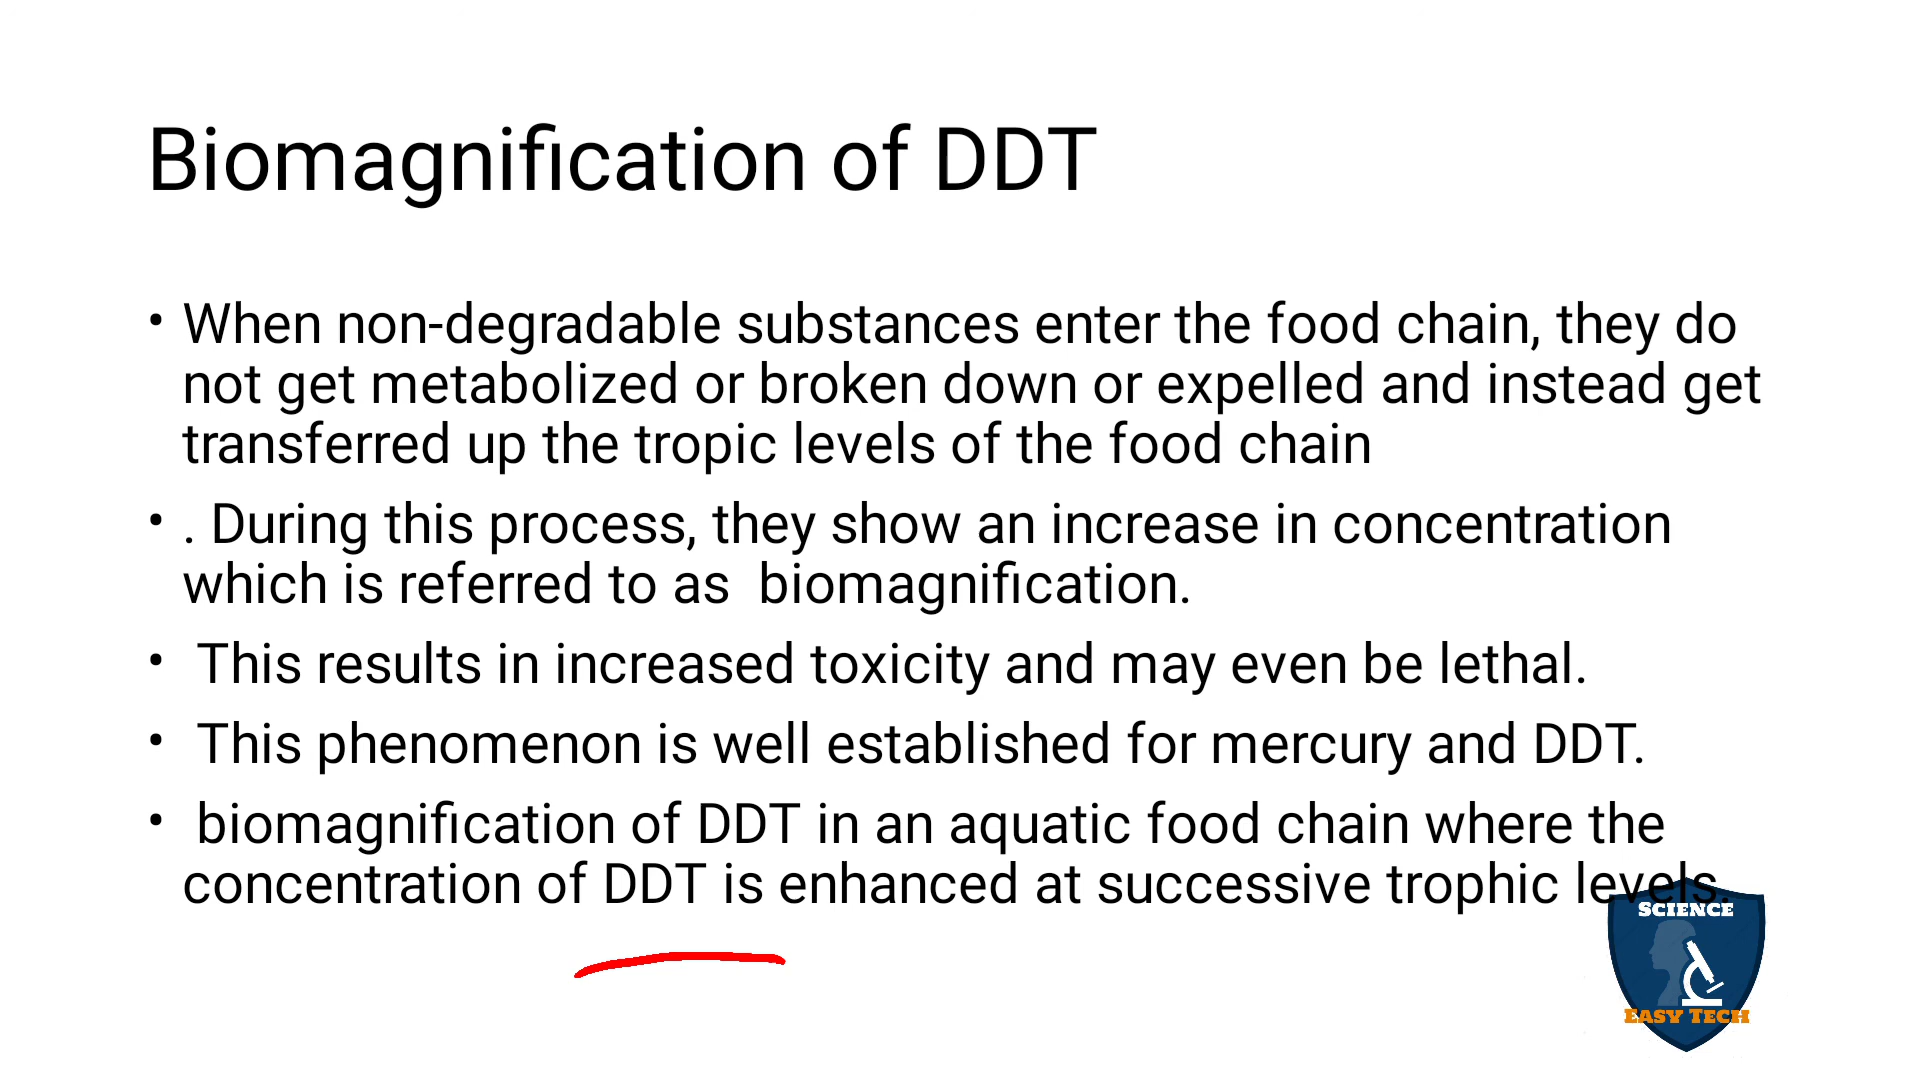 Biomagnification of DDT
• When non-degradable substances enter the food chain, they do
not get metabolized or broken down or expelled and instead get
transferred up the tropic levels of the food chain
• . During this process, they show an increase in concentration
which is referred to as  biomagnification.
•  This results in increased toxicity and may even be lethal.
•  This phenomenon is well established for mercury and DDT.
•  biomagnification of DDT in an aquatic food chain where the
concentration of DDT is enhanced at successive trophic levels.
SCIENCE
EASY TECH